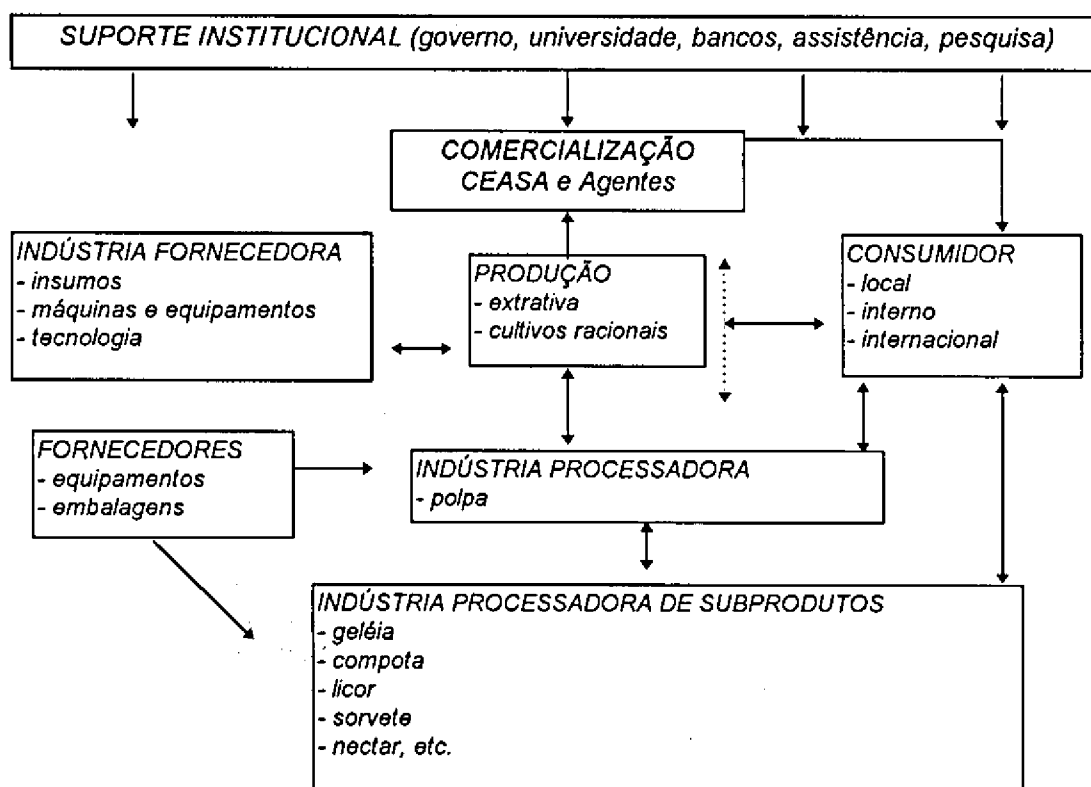 SUPORTE INSTITUCIONAL (governo, universidade, bancos, assistência, pesquisa)
COMERCIALIZAÇÃO
CEASA e Agentes
INDÚSTRIA FORNECEDORA
- insumos
- máquinas e equipamentos
- tecnologia
PRODUÇÃO
- extrativa
- cultivos racionais
CONSUMIDOR
- local
- interno
- internacional
FORNECEDORES
- equipamentos
- embalagens
INDÚSTRIA PROCESSADORA
- polpa
INDÚSTRIA PROCESSADORA DE SUBPRODUTOS
- geléia
- compota
- licor
- sorvete
- nectar, etc.